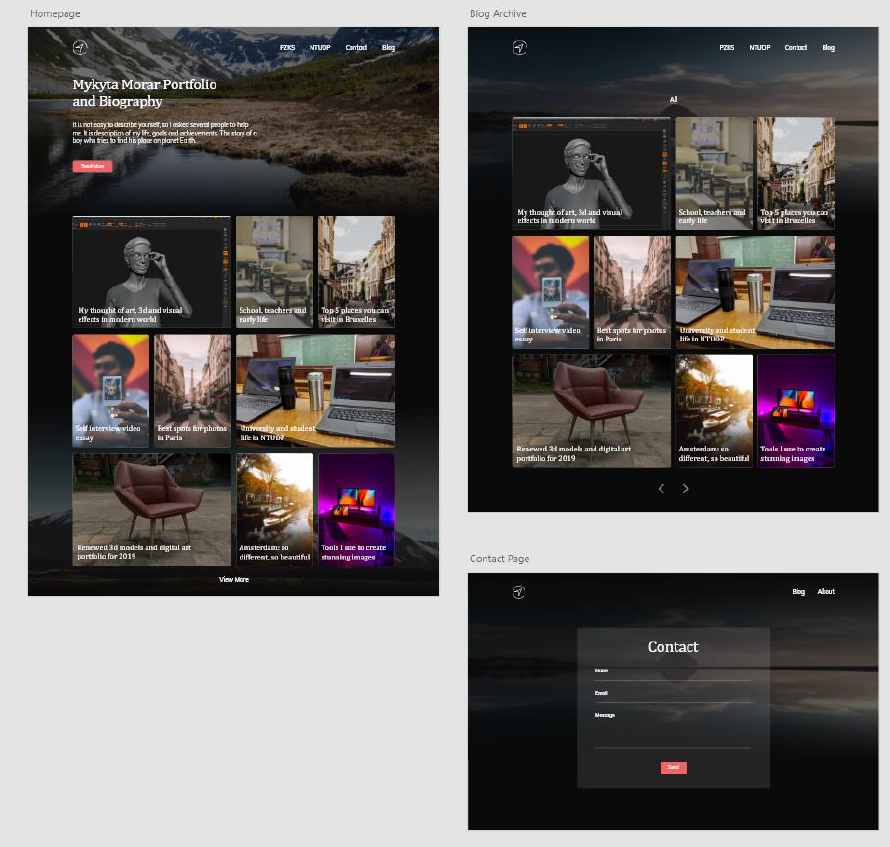 Homepage
PZKS NTUDP Contact Blog
Mykyta Morar Portfolio
and Biography
It is not easy to describe yourself, so I asked several people to help
me. It is description of my life, goals and achievements. The story of a
boy who tries to find his place on planet Earth.
Read More
My thought of art, 3d and visual
effects in modern world
School, teachers and
early life
Top 5 places you can
visit in Bruxelles
Self interview video
essay
Best spots for photos
in Paris
University and student
life in NTUDP
Renewed 3d models and digital art
portfolio for 2019
Amsterdam: so
different, so beautiful
Tools I use to create
stunning images
View More
Blog Archive
PZKS NTUDP Contact Blog
All
My thought of art, 3d and visual
effects in modern world
School, teachers and
early life
Top 5 places you can
visit in Bruxelles
Self interview video
essay
Best spots for photos
in Paris
University and student
life in NTUDP
Renewed 3d models and digital art
portfolio for 2019
Amsterdam: so
different, so beautiful
Tools I use to create
stunning images
Contact Page
Blog About
Contact
Name
Email
Message
Send